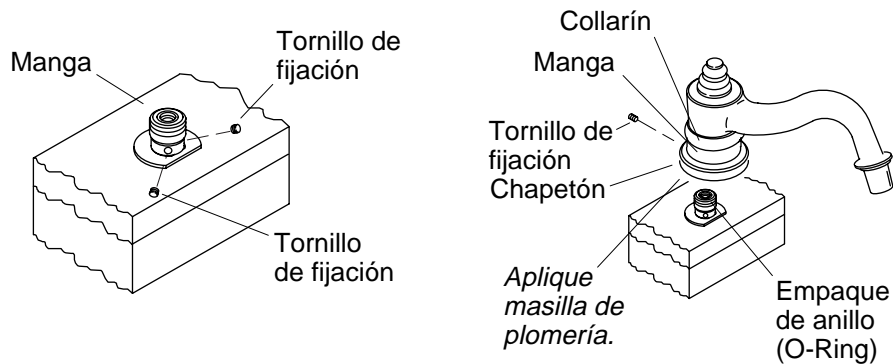 Manga
Tornillo de
fijación
Tornillo
de fijación
Collarín
Manga
Tornillo de
fijación
Chapetón
Aplique
masilla de
plomería.
Empaque
de anillo
(O-Ring)